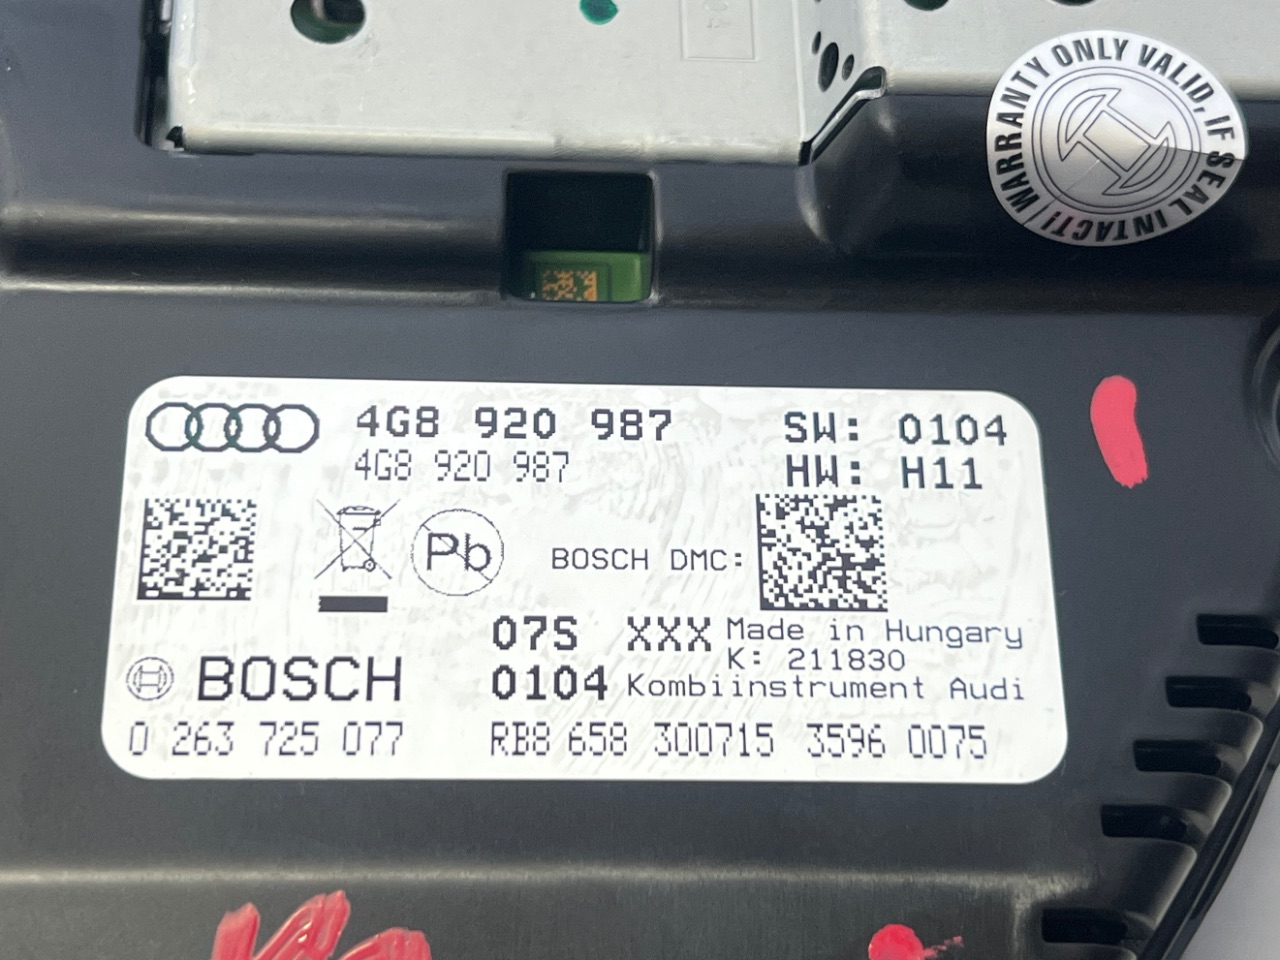 WARRANTY ONLY VALID, IF SEAL INTACT!
4G8 920 987
SW: 0104
4G8 920 987
HW: H11
Pb
BOSCH DMC:
07S XXX
Made in Hungary
K: 211830
BOSCH
0104
Kombiinstrument Audi
0 263 725 077
RB8 658 300715 3596 0075